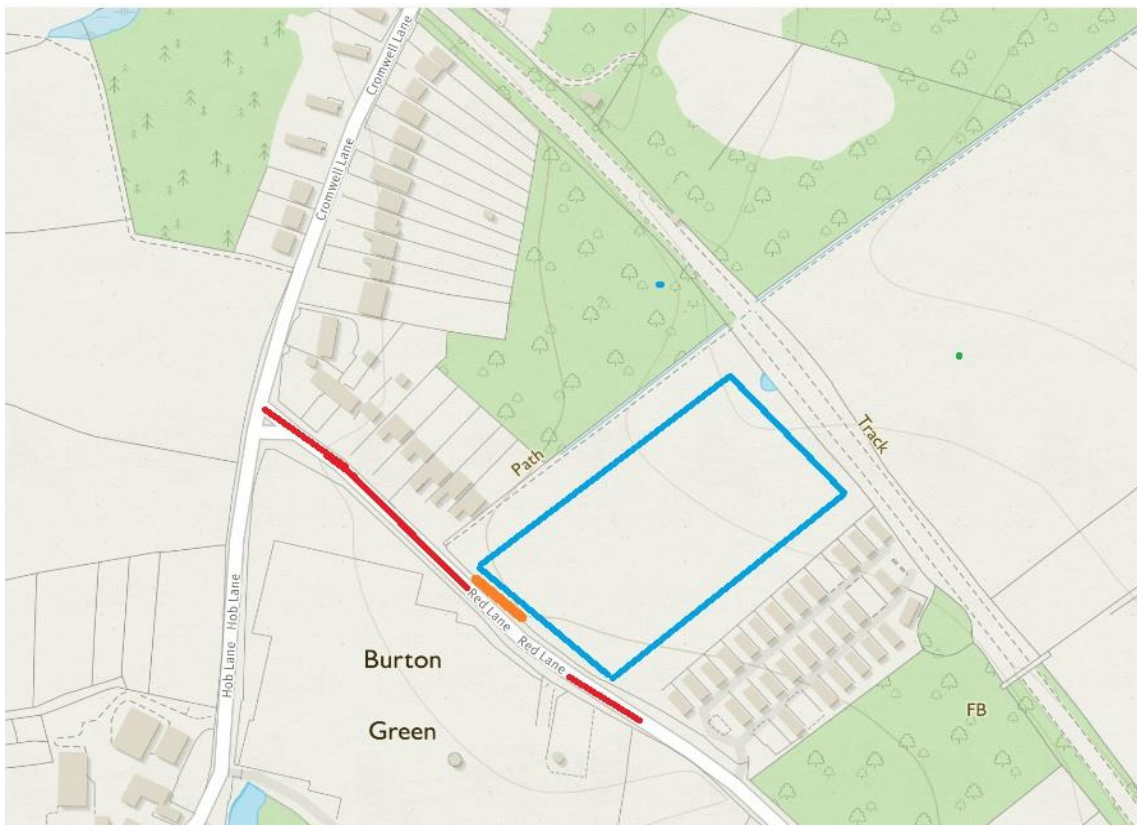 Cromwell Lane
Cromwell Lane
Path
Track
Red Lane
Red Lane
Hob Lane
Hob Lane
Burton
Green
FB